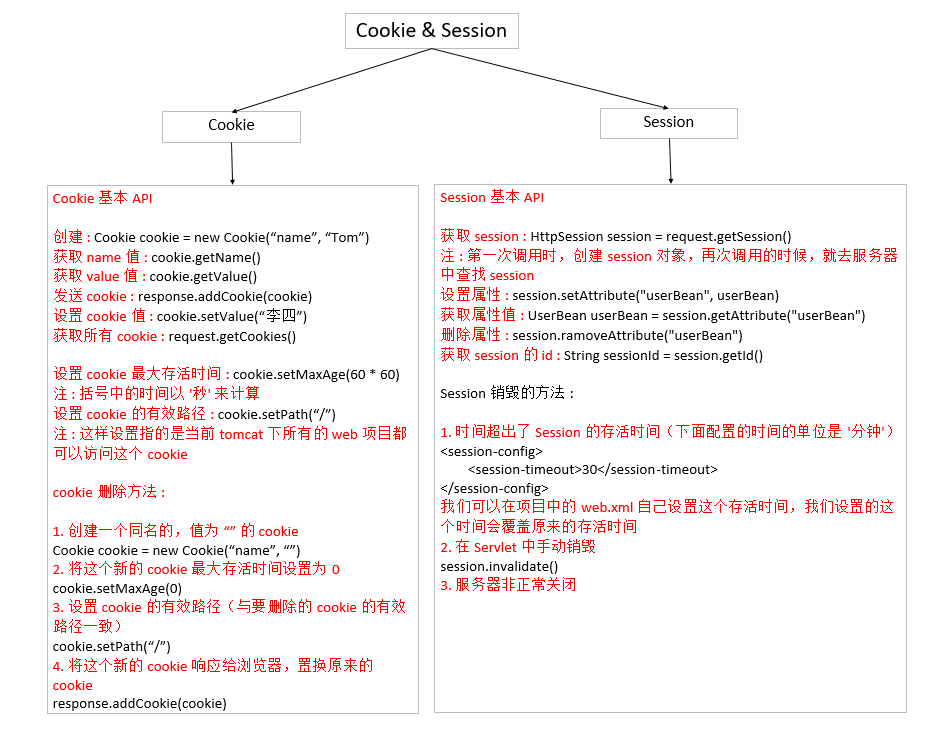 Cookie & Session
Cookie
Session
Cookie 基本 API
创建 : Cookie cookie = new Cookie(“name”, “Tom”)
获取 name 值 : cookie.getName()
获取 value 值 : cookie.getValue()
发送 cookie : response.addCookie(cookie)
设置 cookie 值 : cookie.setValue(“李四”)
获取所有 cookie : request.getCookies()
设置 cookie 最大存活时间 : cookie.setMaxAge(60 * 60)
注 : 括号中的时间以 '秒' 来计算
设置 cookie 的有效路径 : cookie.setPath(“/”)
注 : 这样设置指的是当前 tomcat 下所有的 web 项目都
可以访问这个 cookie
cookie 删除方法 :
1. 创建一个同名的，值为 “” 的 cookie
Cookie cookie = new Cookie(“name”, “”)
2. 将这个新的 cookie 最大存活时间设置为 0
cookie.setMaxAge(0)
3. 设置 cookie 的有效路径（与要删除的 cookie 的有效
路径一致）
cookie.setPath(“/”)
4. 将这个新的 cookie 响应给浏览器，置换原来的
cookie
response.addCookie(cookie)
Session 基本 API
获取 session : HttpSession session = request.getSession()
注 : 第一次调用时，创建 session 对象，再次调用的时候，就去服务器
中查找 session
设置属性 : session.setAttribute("userBean", userBean)
获取属性值 : UserBean userBean = session.getAttribute("userBean")
删除属性 : session.ramoveAttribute("userBean")
获取 session 的 id : String sessionId = session.getId()
Session 销毁的方法 :
1. 时间超出了 Session 的存活时间（下面配置的时间的单位是 '分钟'）
<session-config>
<session-timeout>30</session-timeout>
</session-config>
我们可以在项目中的 web.xml 自己设置这个存活时间，我们设置的这
个时间会覆盖原来的存活时间
2. 在 Servlet 中手动销毁
session.invalidate()
3. 服务器非正常关闭